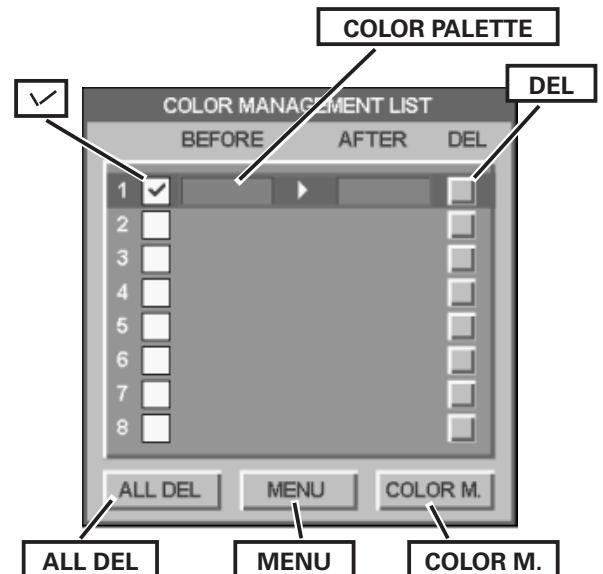 COLOR PALETTE
✓ DEL
COLOR MANAGEMENT LIST
BEFORE AFTER DEL
1
2
3
4
5
6
7
8
ALL DEL MENU COLOR M.
ALL DEL MENU COLOR M.